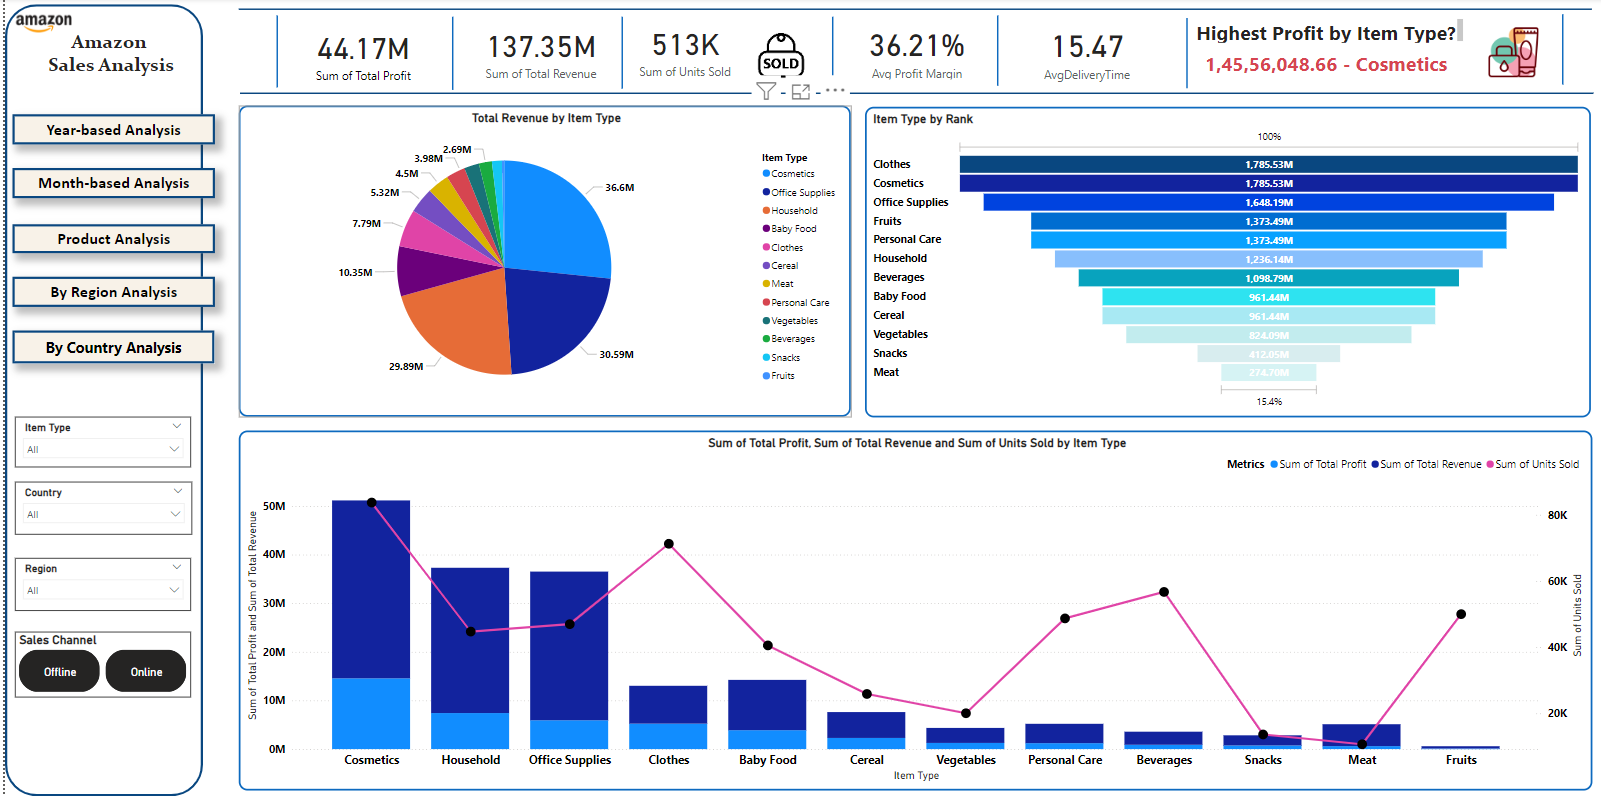 amazon
Amazon
Sales Analysis
Year-based Analysis
Month-based Analysis
Product Analysis
By Region Analysis
By Country Analysis
Item Type
All
Country
All
Region
All
Sales Channel
Offline
Online
44.17M
Sum of Total Profit
137.35M
Sum of Total Revenue
513K
Sum of Units Sold
SOLD
36.21%
Avg Profit Margin
15.47
AvgDeliveryTime
Highest Profit by Item Type?
1,45,56,048.66 - Cosmetics
Total Revenue by Item Type
36.6M
30.59M
29.89M
10.35M
7.79M
5.32M
4.5M
3.98M
2.69M
Item Type
Cosmetics
Office Supplies
Household
Baby Food
Clothes
Cereal
Meat
Personal Care
Vegetables
Beverages
Snacks
Fruits
Item Type by Rank
100%
Clothes 1,785.53M
Cosmetics 1,785.53M
Office Supplies 1,648.19M
Fruits 1,373.49M
Personal Care 1,373.49M
Household 1,236.14M
Beverages 1,098.79M
Baby Food 961.44M
Cereal 961.44M
Vegetables 824.09M
Snacks 412.05M
Meat 274.70M
15.4%
Sum of Total Profit, Sum of Total Revenue and Sum of Units Sold by Item Type
Metrics Sum of Total Profit Sum of Total Revenue Sum of Units Sold
Sum of Total Profit and Sum of Total Revenue
50M
40M
30M
20M
10M
0M
80K
60K
40K
20K
Sum of Units Sold
Cosmetics Household Office Supplies Clothes Baby Food Cereal Vegetables Personal Care Beverages Snacks Meat Fruits
Item Type